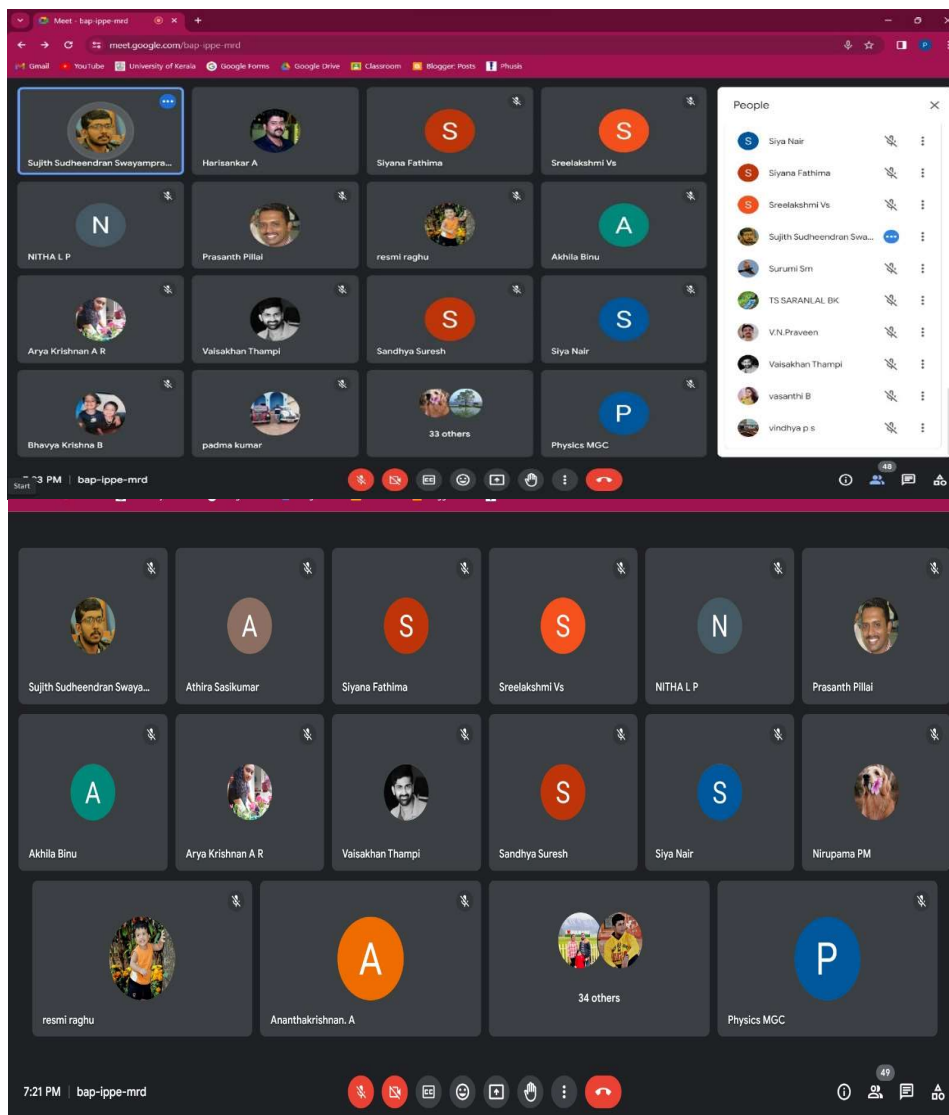 Meet - bap-ippe-mrd
meet.google.com/bap-ippe-mrd
Gmail YouTube University of Kerala Google Forms Google Drive Classroom Blogger: Posts Phusis
Sujith Sudheendran Swayampra... Harisankar A S Siyana Fathima S Sreelakshmi Vs
N NITHA L P Prasanth Pillai resmi raghu A Akhila Binu
Arya Krishnan A R Vaisakhan Thampi S Sandhya Suresh S Siya Nair
Bhavya Krishna B padma kumar 33 others P Physics MGC
People
S Siya Nair
S Siyana Fathima
S Sreelakshmi Vs
Sujith Sudheendran Swa...
Surumi Sm
TS SARANLAL BK
V.N.Praveen
Vaisakhan Thampi
vasanthi B
vindhya p s
Start
PM | bap-ippe-mrd
48
Sujith Sudheendran Swaya... A Athira Sasikumar S Siyana Fathima S Sreelakshmi Vs N NITHA L P Prasanth Pillai
A Akhila Binu Arya Krishnan A R Vaisakhan Thampi S Sandhya Suresh S Siya Nair Nirupama PM
resmi raghu A Ananthakrishnan. A 34 others P Physics MGC
7:21 PM | bap-ippe-mrd
49